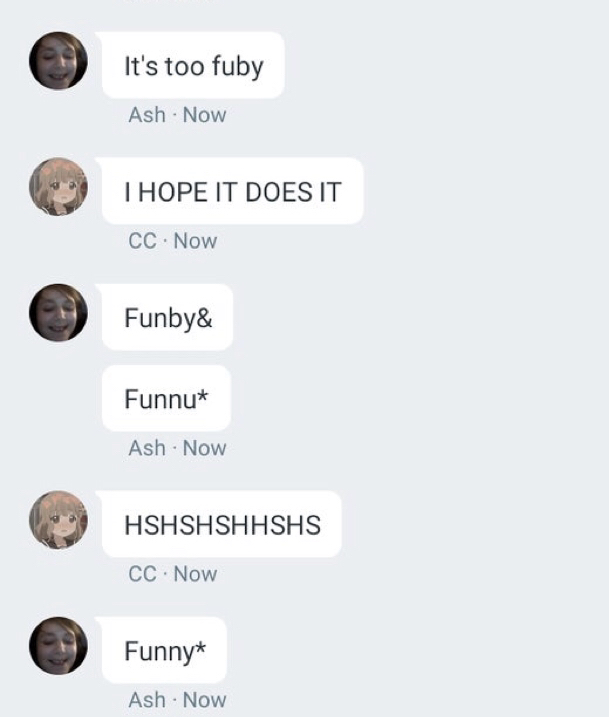 It's too fuby
Ash · Now
I HOPE IT DOES IT
CC · Now
Funby&
Funnu*
Ash · Now
HSHSHSHHSHS
CC · Now
Funny*
Ash · Now